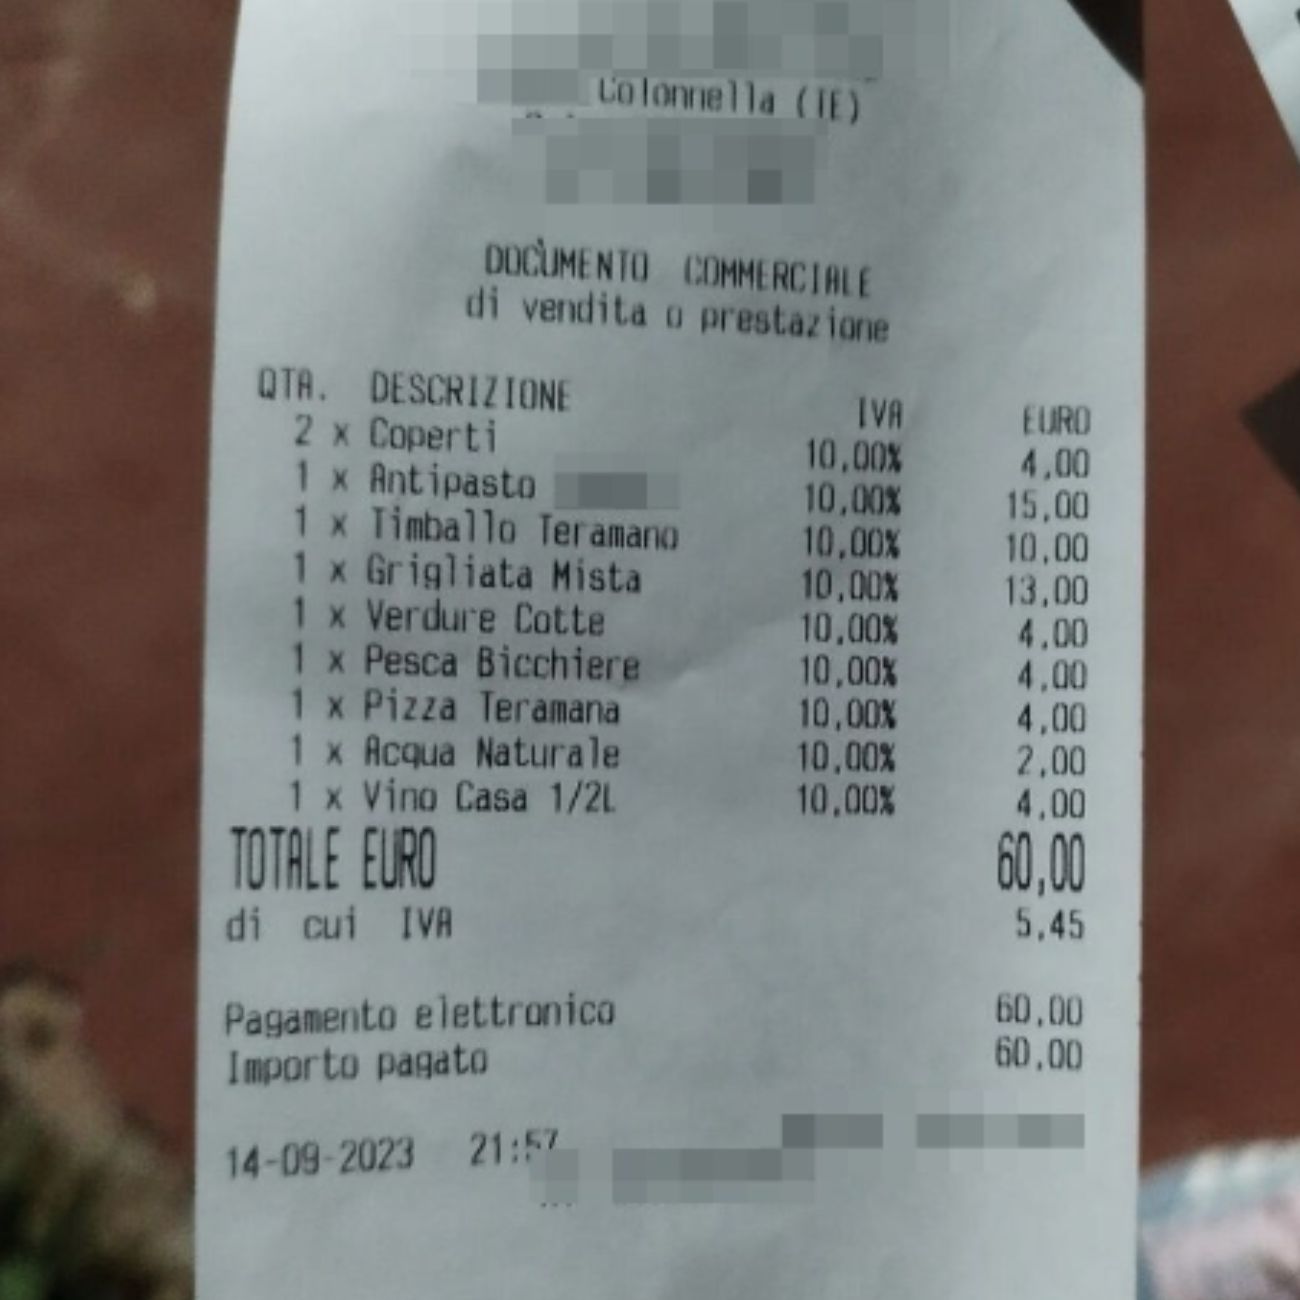 Colonnella (TE)
DOCUMENTO COMMERCIALE
di vendita o prestazione
QTA. DESCRIZIONE IVA EURO
2 x Coperti 10,00% 4,00
1 x Antipasto 10,00% 15,00
1 x Timballo Teramano 10,00% 10,00
1 x Grigliata Mista 10,00% 13,00
1 x Verdure Cotte 10,00% 4,00
1 x Pesca Bicchiere 10,00% 4,00
1 x Pizza Teramana 10,00% 4,00
1 x Acqua Naturale 10,00% 2,00
1 x Vino Casa 1/2L 10,00% 4,00
TOTALE EURO 60,00
di cui IVA 5,45
Pagamento elettronico 60,00
Importo pagato 60,00
14-09-2023 21:57